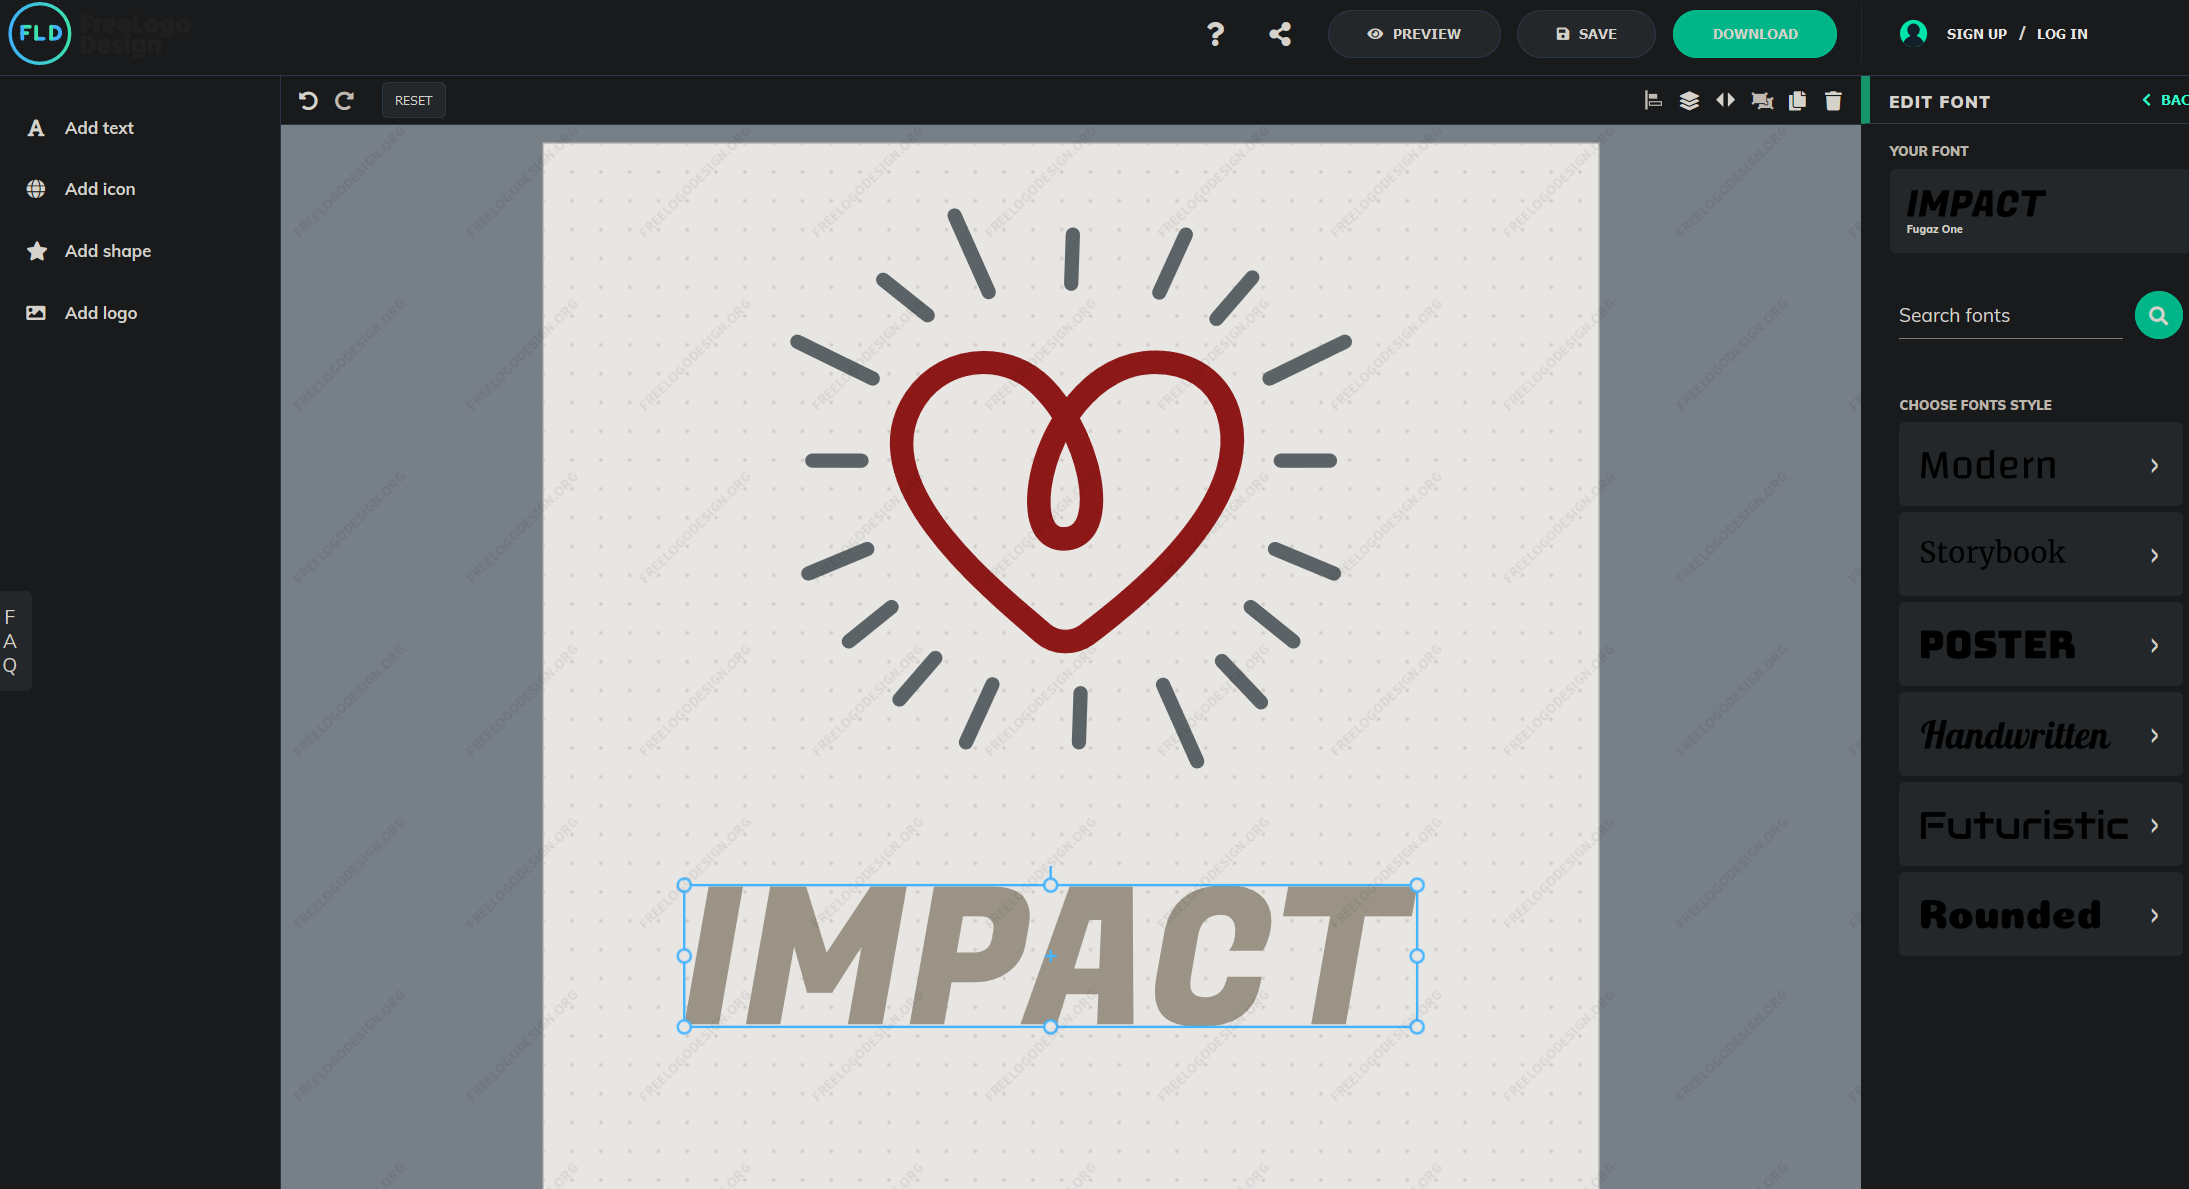 FLD FreeLogo Design
? PREVIEW SAVE DOWNLOAD SIGN UP / LOG IN
RESET
Add text
Add icon
Add shape
Add logo
F
A
Q
IMPACT
EDIT FONT
BAC
YOUR FONT
IMPACT
Fugaz One
Search fonts
CHOOSE FONTS STYLE
Modern
Storybook
POSTER
Handwritten
Futuristic
Rounded
FREELOGODESIGN.ORG